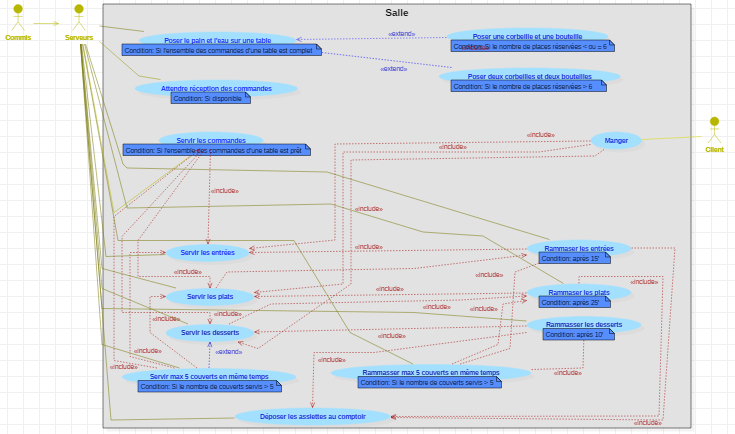 Salle
Commis
Serveurs
Poser le pain et l'eau sur une table
Condition: Si l'ensemble des commandes d'une table est complet
«extend»
Poser une corbeille et une bouteille
Condition: Si le nombre de places réservées < ou = 6
«extend»
Poser deux corbeilles et deux bouteilles
Condition: Si le nombre de places réservées > 6
Attendre réception des commandes
Condition: Si disponible
Servir les commandes
Condition: Si l'ensemble des commandes d'une table est prêt
«include»
«include»
Manger
Client
«include»
«include»
Servir les entrées
«include»
Rammaser les entrées
Condition: après 15'
«include»
«include»
Servir les plats
«include»
Rammaser les plats
Condition: après 25'
«include»
«include»
«include»
«include»
Rammasser les desserts
Condition: après 10'
Servir les desserts
«include»
«include»
«extend»
«include»
«include»
«include»
Servir max 5 couverts en même temps
Condition: Si le nombre de couverts servis > 5
Rammasser max 5 couverts en même temps
Condition: Si le nombre de couverts servis > 5
Déposer les assiettes au comptoir
«include»